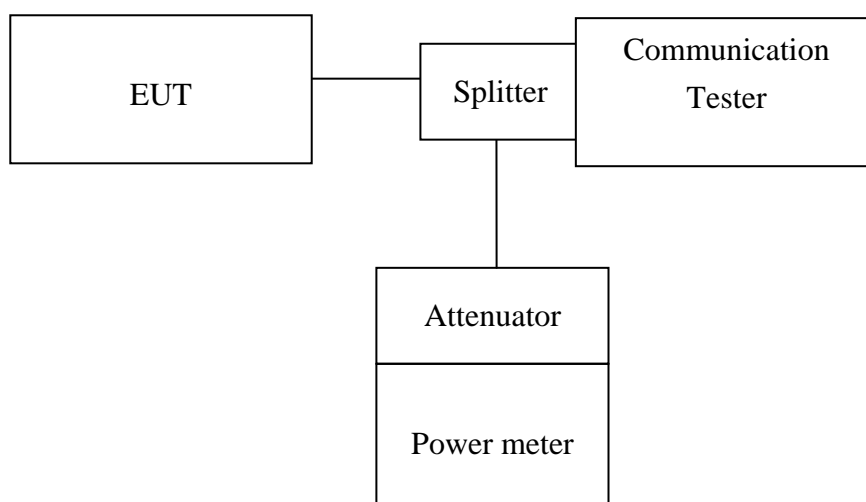 EUT
Splitter
Communication
Tester
Attenuator
Power meter